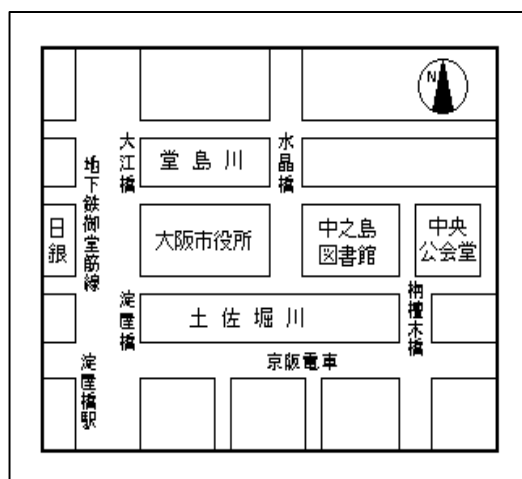 N
大江橋
堂島川
水晶橋
地下鉄御堂筋線
日銀
大阪市役所
中之島
図書館
中央
公会堂
淀屋橋
土佐堀川
栴檀木橋
京阪電車
淀屋橋駅